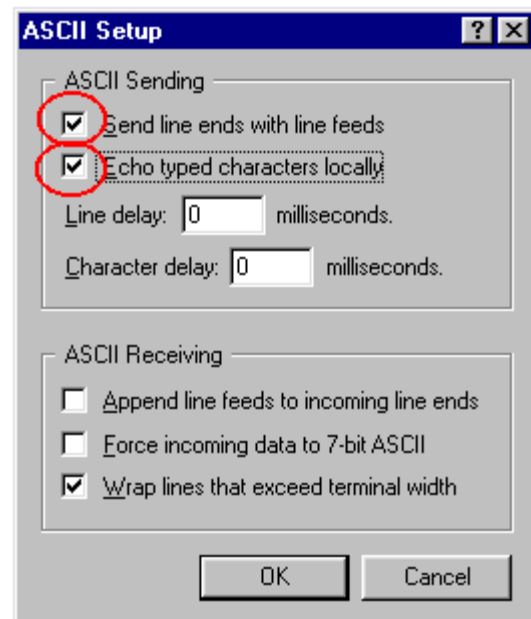 ASCII Setup
ASCII Sending
Send line ends with line feeds
Echo typed characters locally
Line delay: 0 milliseconds.
Character delay: 0 milliseconds.
ASCII Receiving
Append line feeds to incoming line ends
Force incoming data to 7-bit ASCII
Wrap lines that exceed terminal width
OK Cancel